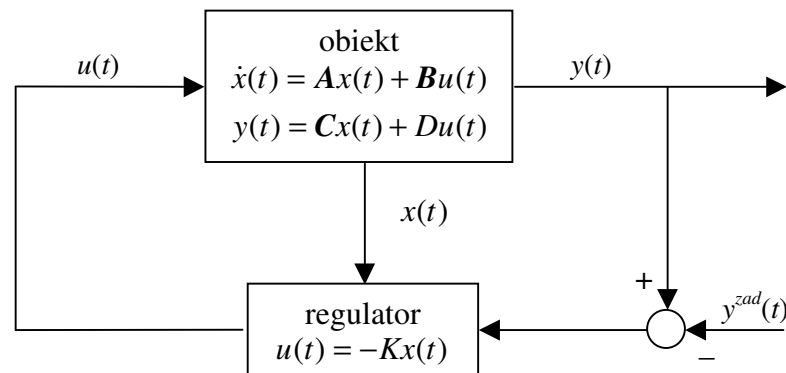 obiekt
u(t)
ẋ(t) = Ax(t) + Bu(t)
y(t)
y(t) = Cx(t) + Du(t)
x(t)
+
regulator
y^{zad}(t)
u(t) = −Kx(t)
−